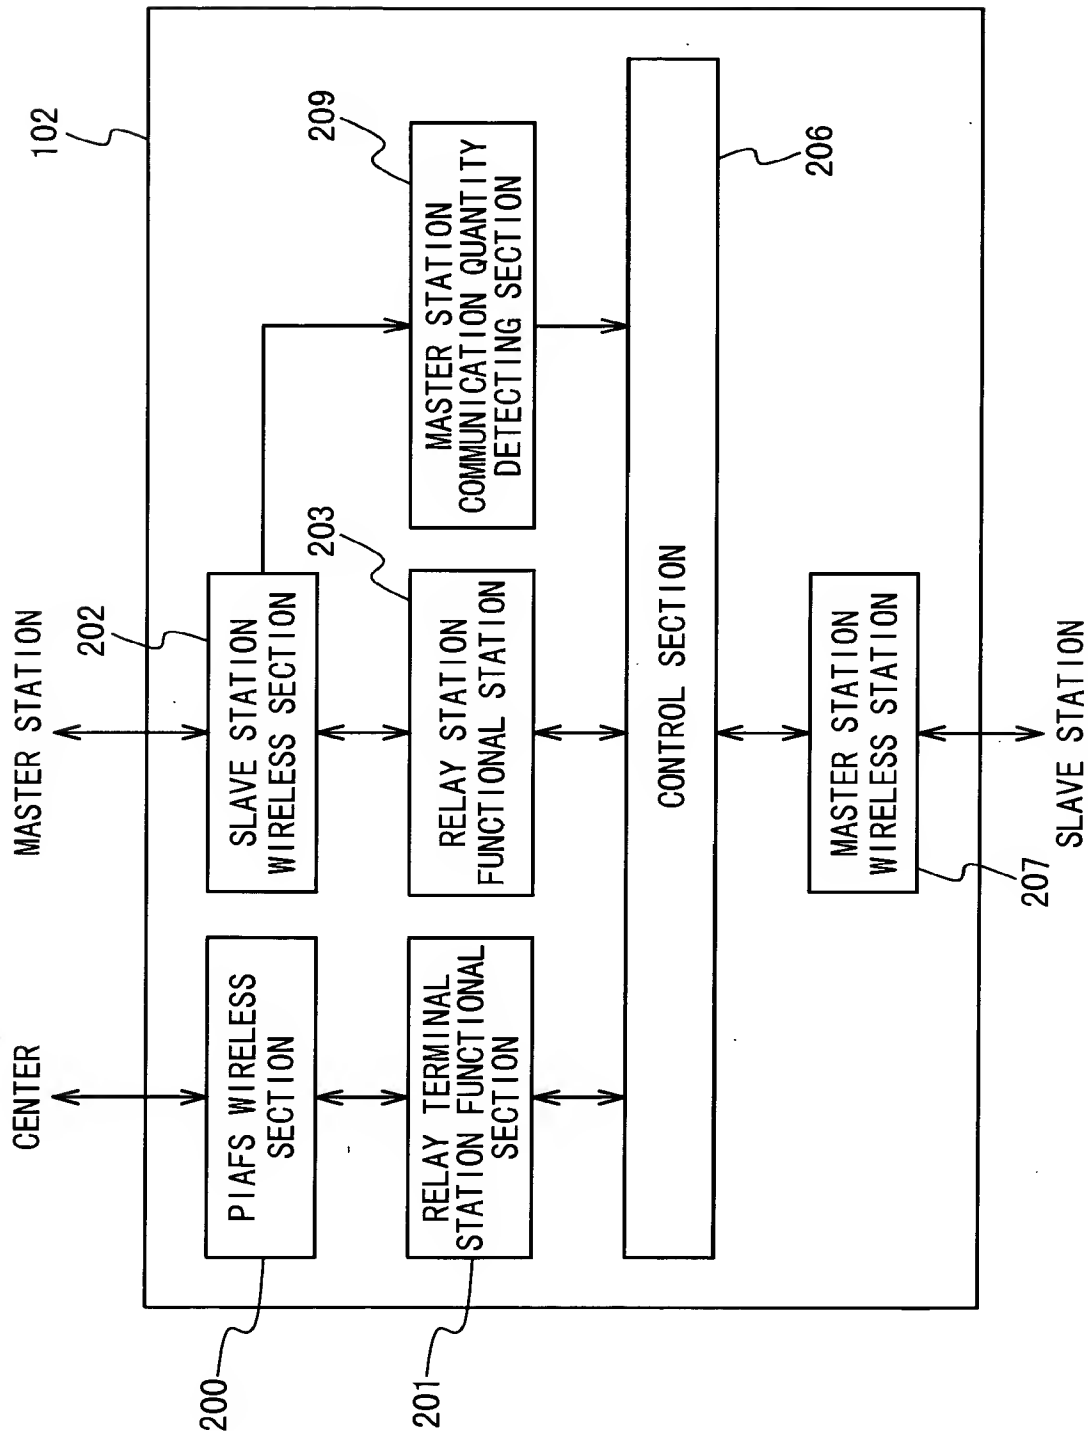 102
CENTER
MASTER STATION
200
PIAFS WIRELESS
SECTION
202
SLAVE STATION
WIRELESS SECTION
201
RELAY TERMINAL
STATION FUNCTIONAL
SECTION
203
RELAY STATION
FUNCTIONAL STATION
209
MASTER STATION
COMMUNICATION QUANTITY
DETECTING SECTION
CONTROL SECTION
206
MASTER STATION
WIRELESS STATION
207
SLAVE STATION